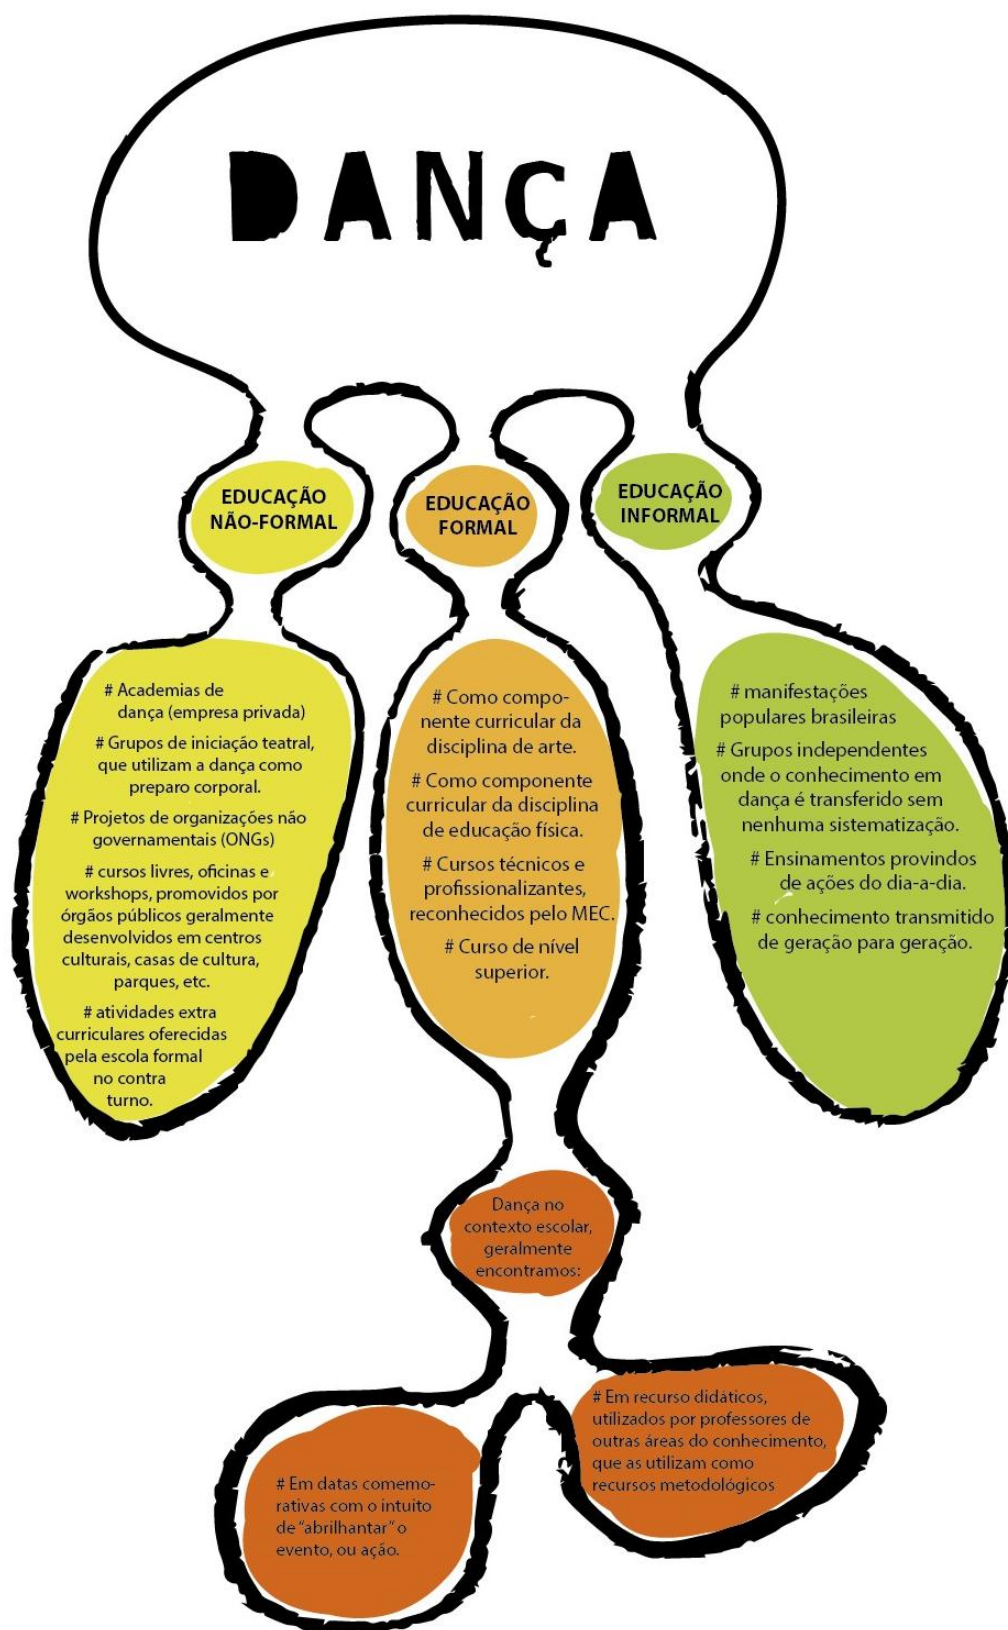 DANÇA
EDUCAÇÃO
NÃO-FORMAL
# Academias de
dança (empresa privada)
# Grupos de iniciação teatral,
que utilizam a dança como
preparo corporal.
# Projetos de organizações não
governamentais (ONGs)
# cursos livres, oficinas e
workshops, promovidos por
órgãos públicos geralmente
desenvolvidos em centros
culturais, casas de cultura,
parques, etc.
# atividades extra
curriculares oferecidas
pela escola formal
no contra
turno.
EDUCAÇÃO
FORMAL
# Como compo-
nente curricular da
disciplina de arte.
# Como componente
curricular da disciplina
de educação física.
# Cursos técnicos e
profissionalizantes,
reconhecidos pelo MEC.
# Curso de nível
superior.
EDUCAÇÃO
INFORMAL
# manifestações
populares brasileiras
# Grupos independentes
onde o conhecimento em
dança é transferido sem
nenhuma sistematização.
# Ensinamentos provindos
de ações do dia-a-dia.
# conhecimento transmitido
de geração para geração.
Dança no
contexto escolar,
geralmente
encontramos:
# Em datas comemo-
rativas com o intuito
de “abrilhantar” o
evento, ou ação.
# Em recurso didáticos,
utilizados por professores de
outras áreas do conhecimento,
que as utilizam como
recursos metodológicos